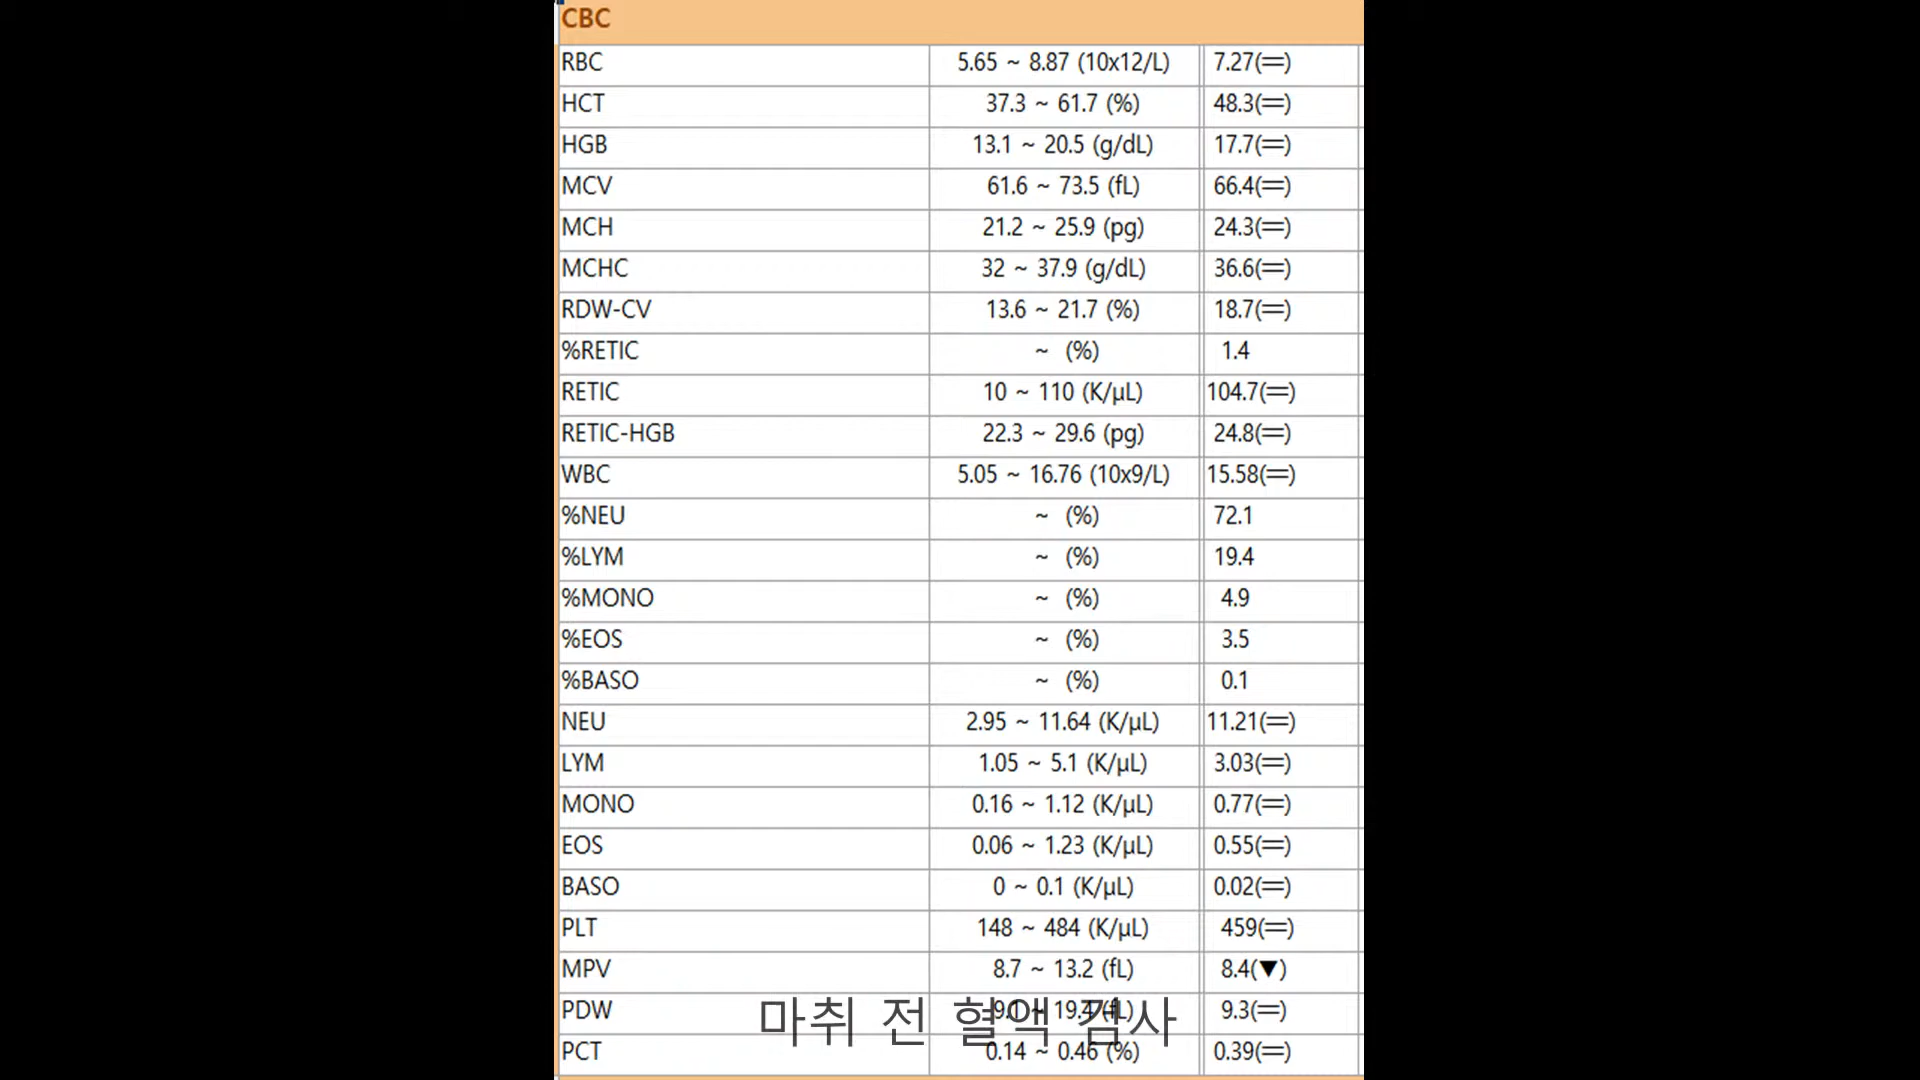 CBC
RBC 5.65 ~ 8.87 (10x12/L) 7.27(═)
HCT 37.3 ~ 61.7 (%) 48.3(═)
HGB 13.1 ~ 20.5 (g/dL) 17.7(═)
MCV 61.6 ~ 73.5 (fL) 66.4(═)
MCH 21.2 ~ 25.9 (pg) 24.3(═)
MCHC 32 ~ 37.9 (g/dL) 36.6(═)
RDW-CV 13.6 ~ 21.7 (%) 18.7(═)
%RETIC ~ (%) 1.4
RETIC 10 ~ 110 (K/µL) 104.7(═)
RETIC-HGB 22.3 ~ 29.6 (pg) 24.8(═)
WBC 5.05 ~ 16.76 (10x9/L) 15.58(═)
%NEU ~ (%) 72.1
%LYM ~ (%) 19.4
%MONO ~ (%) 4.9
%EOS ~ (%) 3.5
%BASO ~ (%) 0.1
NEU 2.95 ~ 11.64 (K/µL) 11.21(═)
LYM 1.05 ~ 5.1 (K/µL) 3.03(═)
MONO 0.16 ~ 1.12 (K/µL) 0.77(═)
EOS 0.06 ~ 1.23 (K/µL) 0.55(═)
BASO 0 ~ 0.1 (K/µL) 0.02(═)
PLT 148 ~ 484 (K/µL) 459(═)
MPV 8.7 ~ 13.2 (fL) 8.4(▼)
PDW 9.1 ~ 19.4 (fL) 9.3(═)
마취 전 혈액 검사
PCT 0.14 ~ 0.46 (%) 0.39(═)